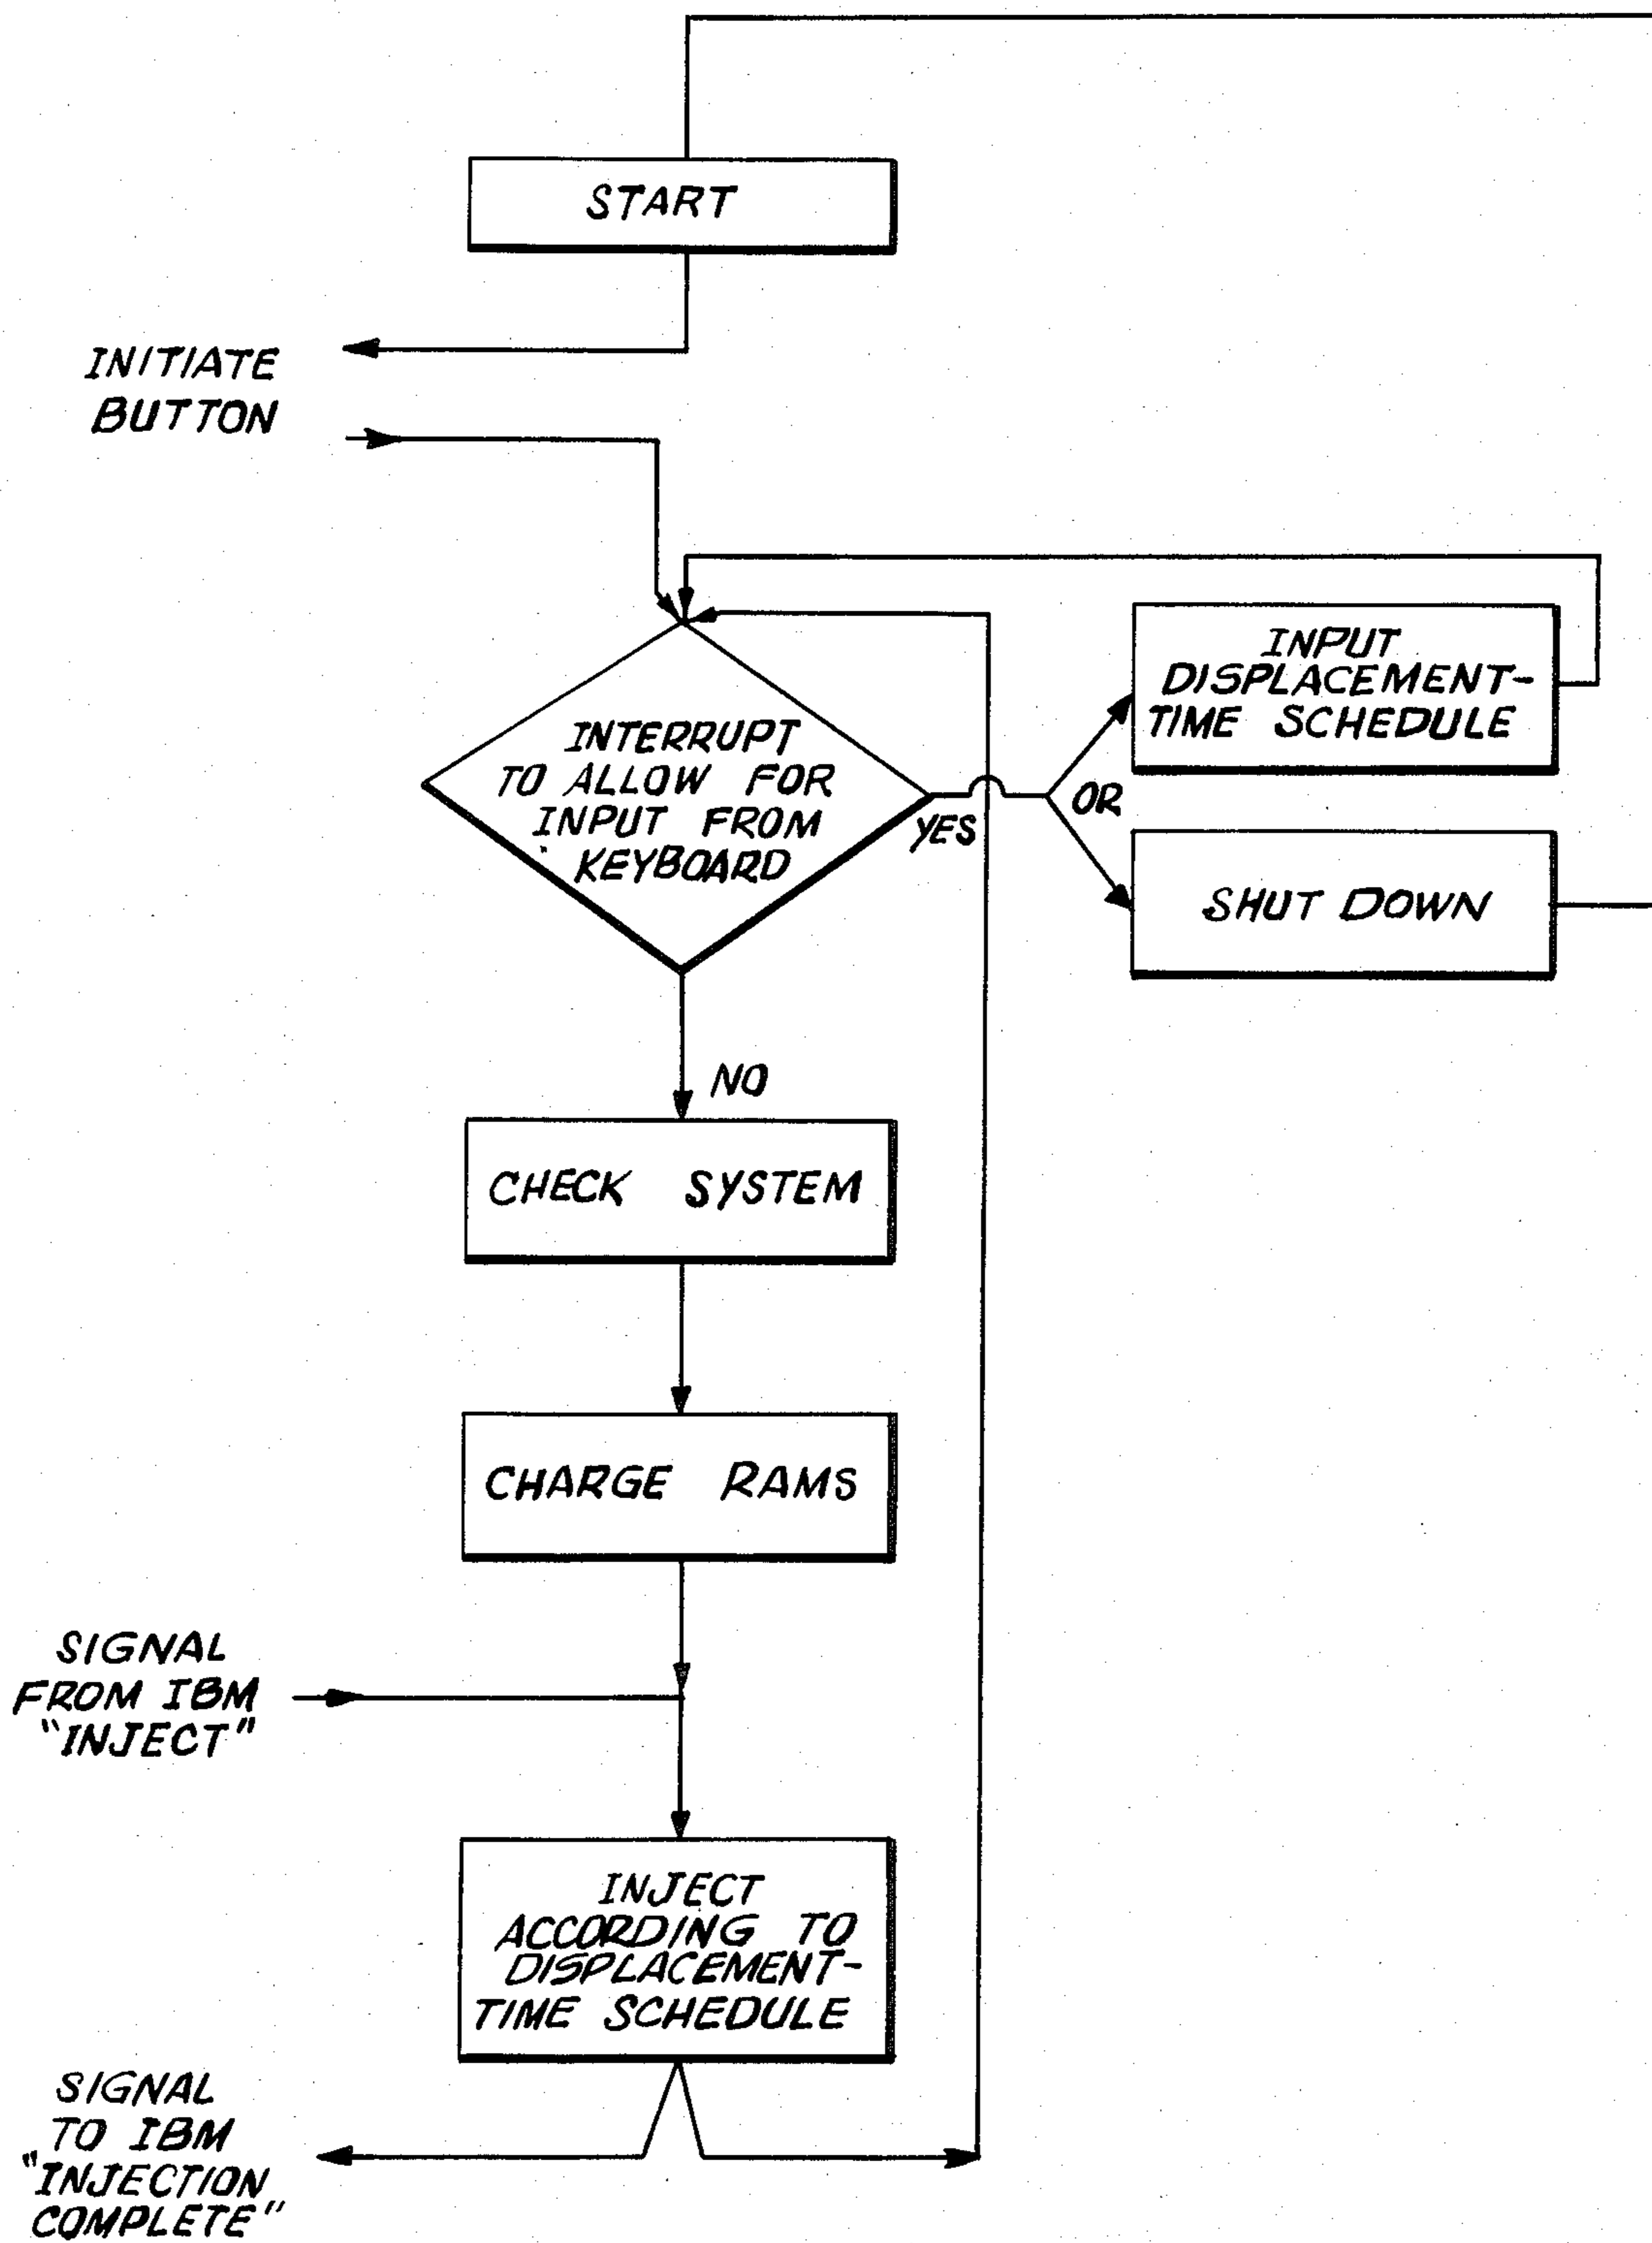 START
INITIATE
BUTTON
INPUT
DISPLACEMENT-
TIME SCHEDULE
INTERRUPT
TO ALLOW FOR
INPUT FROM
KEYBOARD
YES
OR
SHUT DOWN
NO
CHECK SYSTEM
CHARGE RAMS
SIGNAL
FROM IBM
"INJECT"
INJECT
ACCORDING TO
DISPLACEMENT-
TIME SCHEDULE
SIGNAL
TO IBM
"INJECTION
COMPLETE"